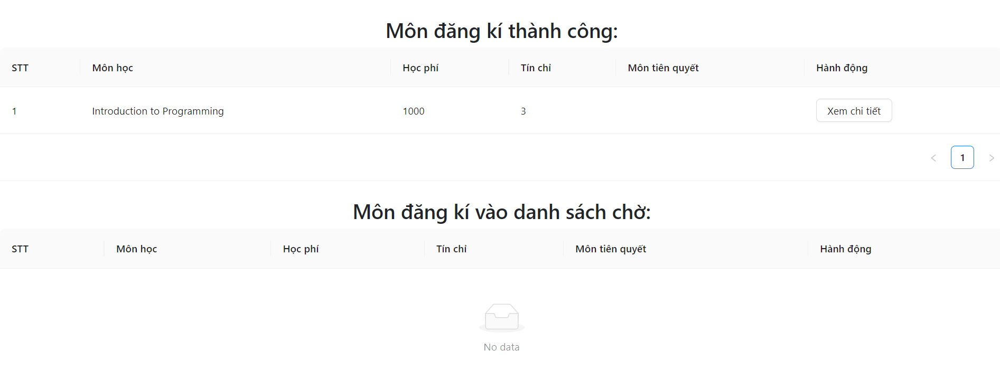 Môn đăng kí thành công:
STT Môn học Học phí Tín chỉ Môn tiên quyết Hành động
1 Introduction to Programming 1000 3 Xem chi tiết
1
Môn đăng kí vào danh sách chờ:
STT Môn học Học phí Tín chỉ Môn tiên quyết Hành động
No data